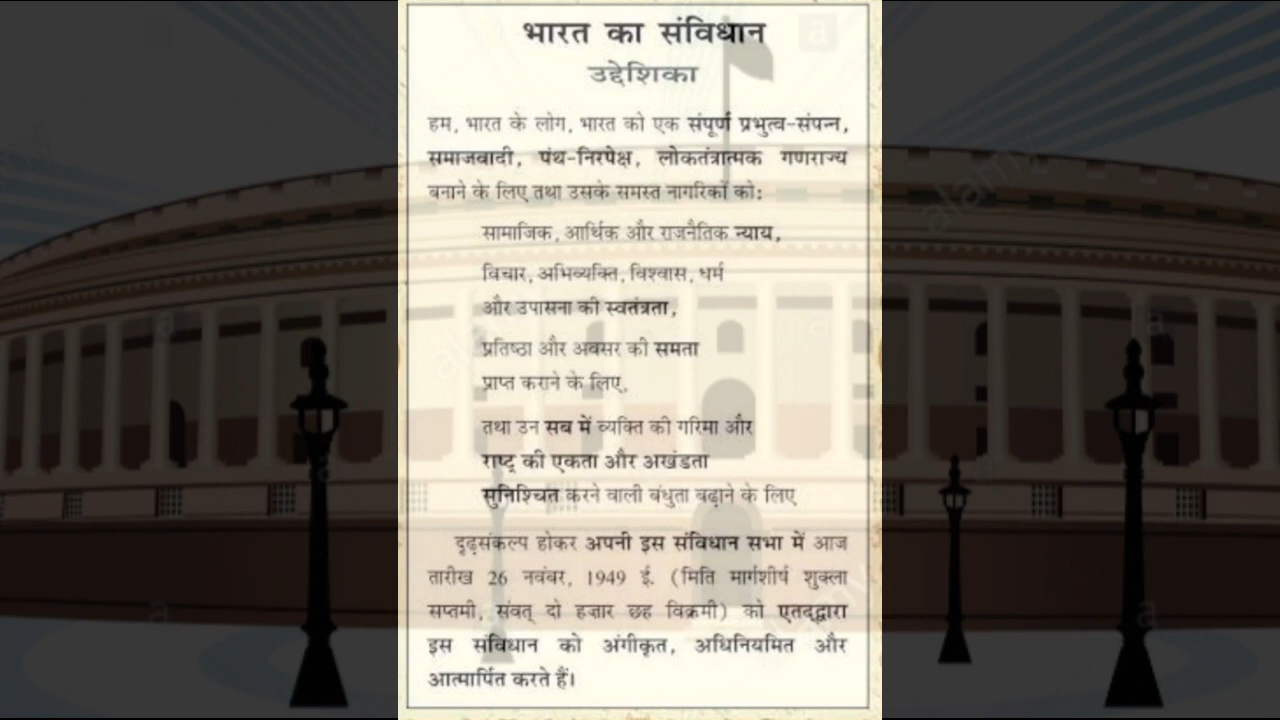 भारत का संविधान
उद्देशिका
हम, भारत के लोग, भारत को एक संपूर्ण प्रभुत्व-संपन्न,
समाजवादी, पंथ-निरपेक्ष, लोकतंत्रात्मक गणराज्य
बनाने के लिए तथा उसके समस्त नागरिकों को:
सामाजिक, आर्थिक और राजनैतिक न्याय,
विचार, अभिव्यक्ति, विश्वास, धर्म
और उपासना की स्वतंत्रता,
प्रतिष्ठा और अवसर की समता
प्राप्त कराने के लिए,
तथा उन सब में व्यक्ति की गरिमा और
राष्ट्र की एकता और अखंडता
सुनिश्चित करने वाली बंधुता बढ़ाने के लिए
दृढ़संकल्प होकर अपनी इस संविधान सभा में आज
तारीख 26 नवंबर, 1949 ई. (मिति मार्गशीर्ष शुक्ला
सप्तमी, संवत् दो हज़ार छह विक्रमी) को एतद्द्वारा
इस संविधान को अंगीकृत, अधिनियमित और
आत्मार्पित करते हैं।